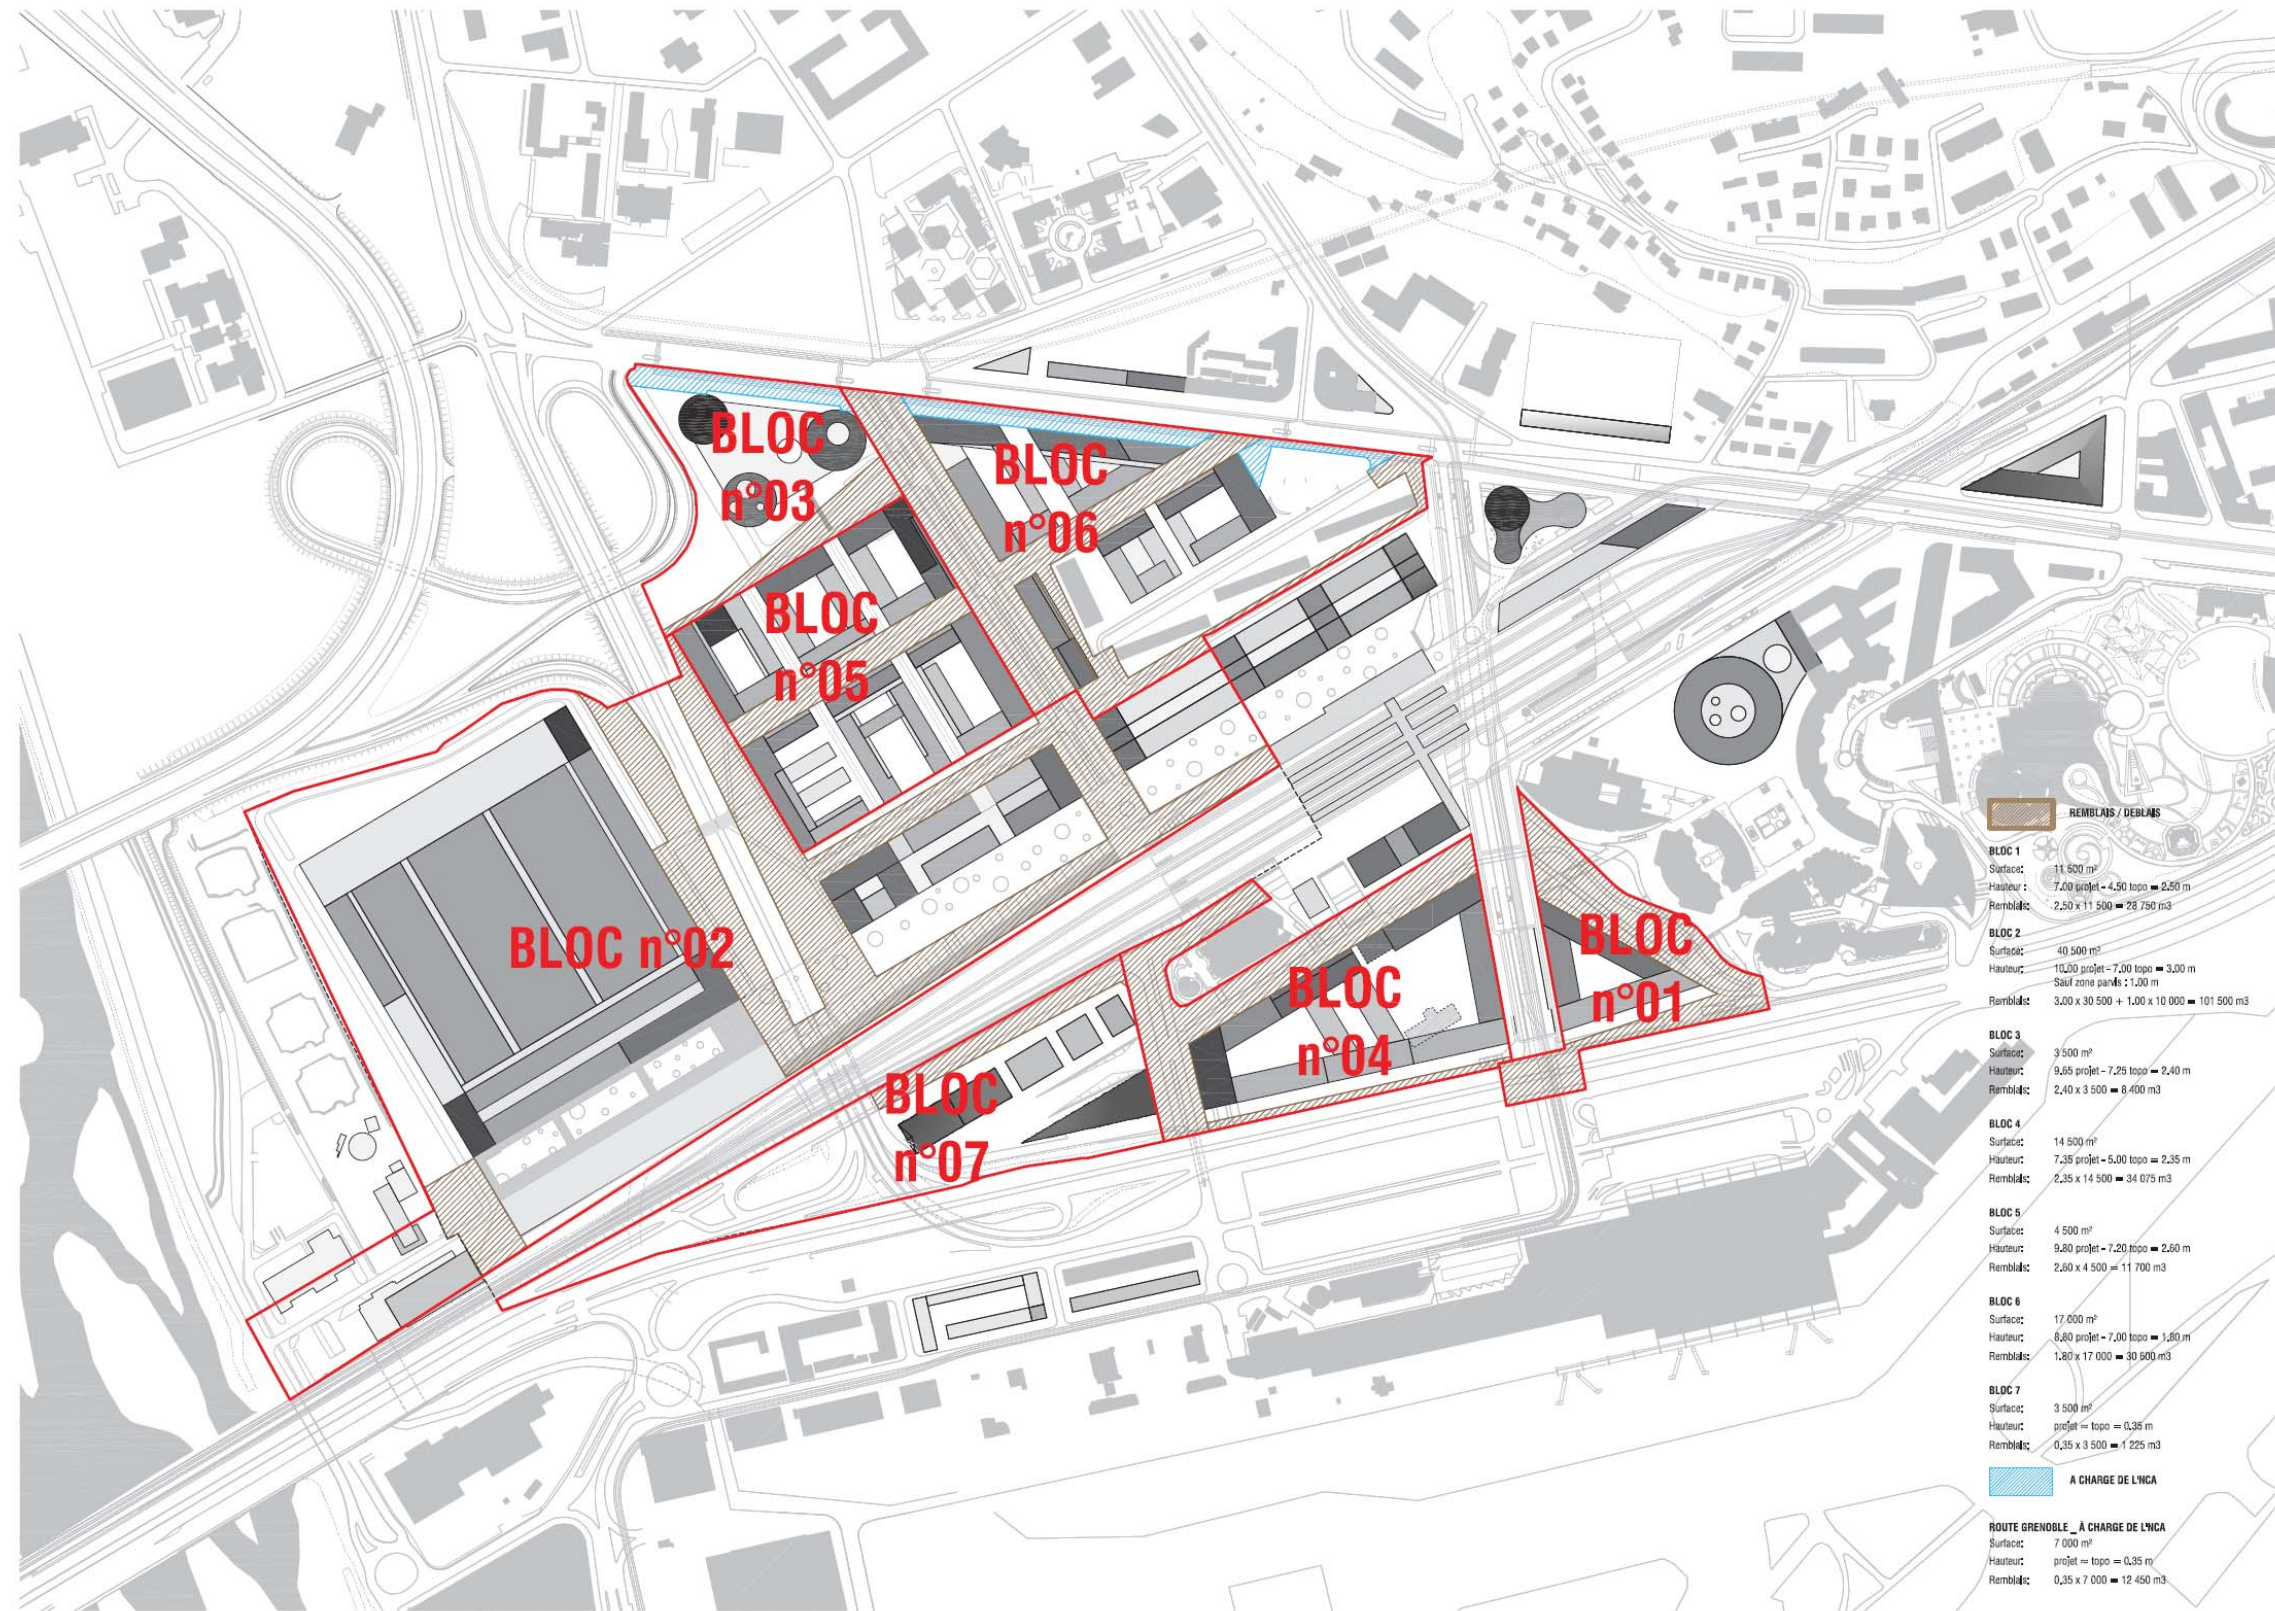 BLOC
n°03
BLOC
n°06
BLOC
n°05
BLOC n°02
BLOC
n°01
BLOC
n°04
BLOC
n°07
REMBLAIS / DEBLAIS
BLOC 1
Surface: 11 500 m²
Hauteur : 7.00 projet - 4.50 topo = 2.50 m
Remblais: 2.50 x 11 500 = 28 750 m3
BLOC 2
Surface: 40 500 m²
Hauteur: 10.00 projet - 7.00 topo = 3.00 m
Sauf zone parvis : 1.00 m
Remblais: 3.00 x 30 500 + 1.00 x 10 000 = 101 500 m3
BLOC 3
Surface: 3 500 m²
Hauteur: 9.65 projet - 7.25 topo = 2.40 m
Remblais: 2.40 x 3 500 = 8 400 m3
BLOC 4
Surface: 14 500 m²
Hauteur: 7.35 projet - 5.00 topo = 2.35 m
Remblais: 2.35 x 14 500 = 34 075 m3
BLOC 5
Surface: 4 500 m²
Hauteur: 9.80 projet - 7.20 topo = 2.60 m
Remblais: 2.60 x 4 500 = 11 700 m3
BLOC 6
Surface: 17 000 m²
Hauteur: 8.80 projet - 7.00 topo = 1.80 m
Remblais: 1.80 x 17 000 = 30 600 m3
BLOC 7
Surface: 3 500 m²
Hauteur: projet = topo = 0.35 m
Remblais: 0.35 x 3 500 = 1 225 m3
A CHARGE DE L'NCA
ROUTE GRENOBLE _ À CHARGE DE L'NCA
Surface: 7 000 m²
Hauteur: projet = topo = 0.35 m
Remblais: 0.35 x 7 000 = 12 450 m3